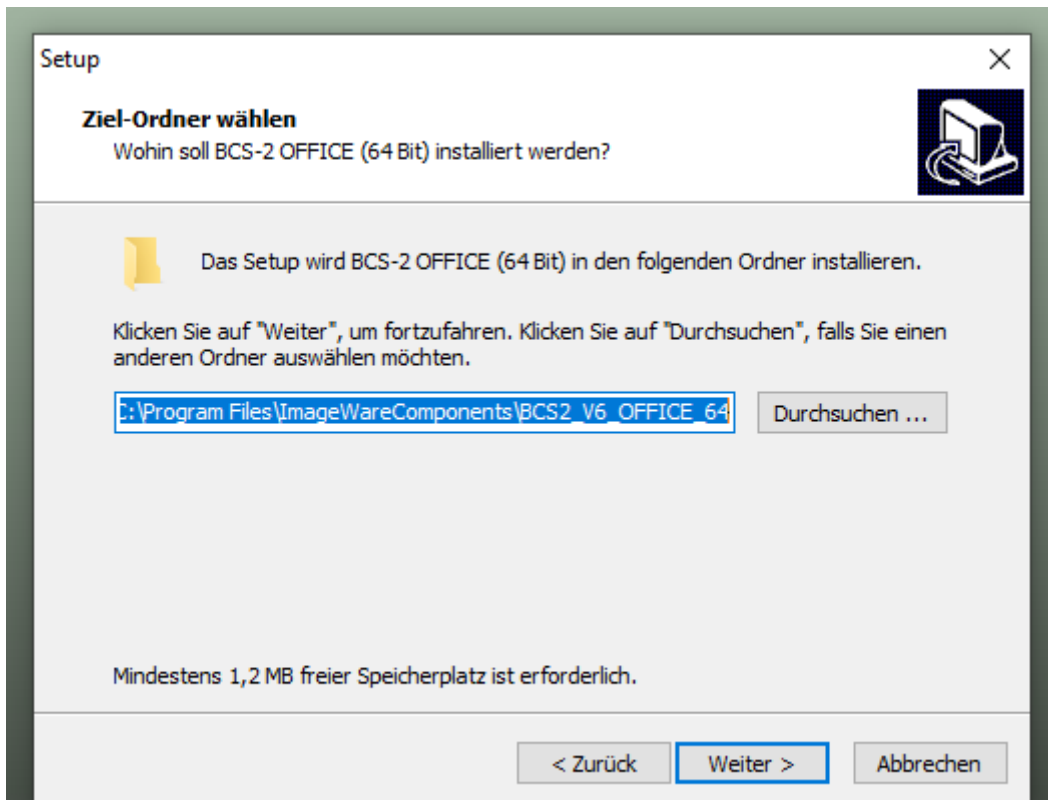 Setup
Ziel-Ordner wählen
Wohin soll BCS-2 OFFICE (64 Bit) installiert werden?
Das Setup wird BCS-2 OFFICE (64 Bit) in den folgenden Ordner installieren.
Klicken Sie auf "Weiter", um fortzufahren. Klicken Sie auf "Durchsuchen", falls Sie einen
anderen Ordner auswählen möchten.
C:\Program Files\ImageWareComponents\BCS2_V6_OFFICE_64
Durchsuchen ...
Mindestens 1,2 MB freier Speicherplatz ist erforderlich.
< Zurück
Weiter >
Abbrechen